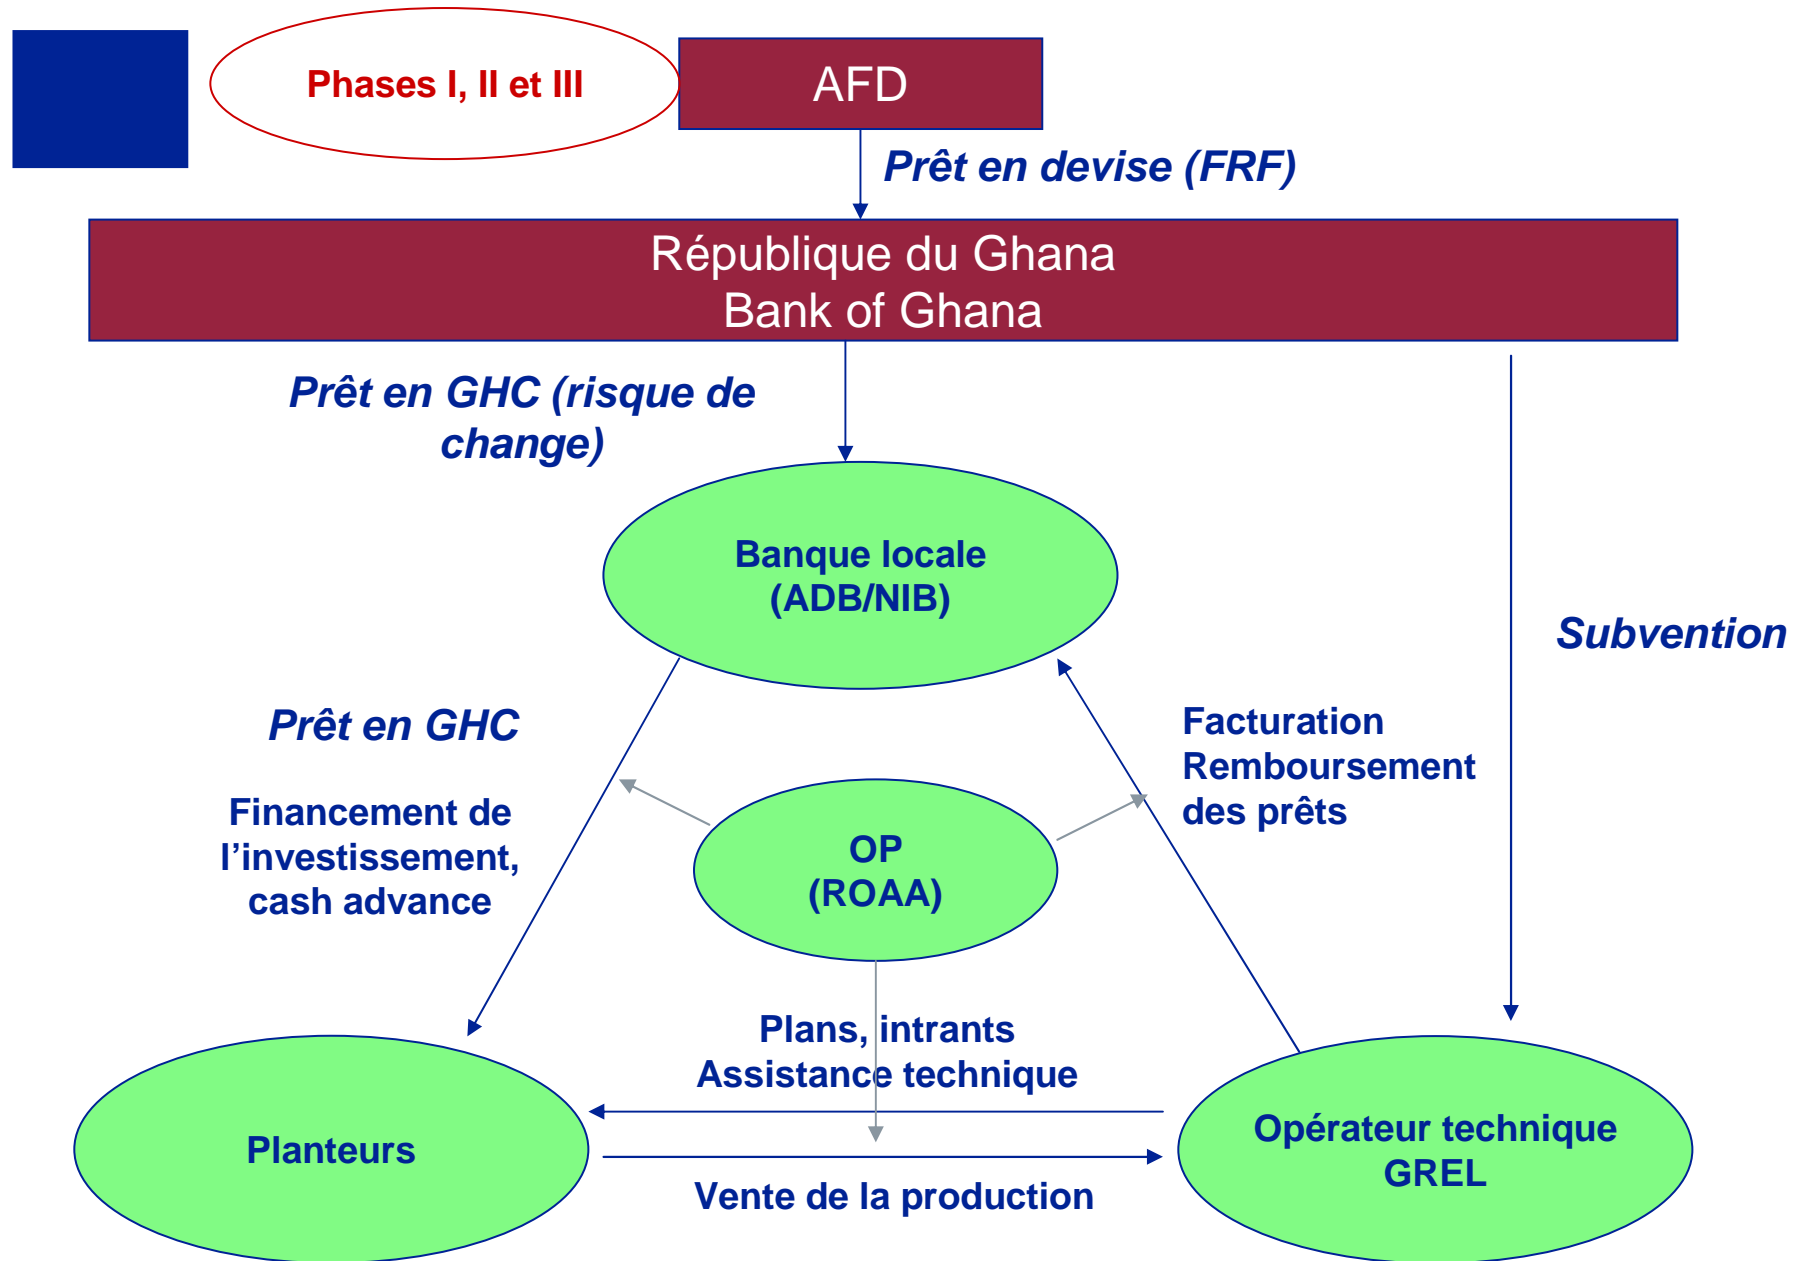 Phases I, II et III
AFD
Prêt en devise (FRF)
République du Ghana
Bank of Ghana
Prêt en GHC (risque de
change)
Banque locale
(ADB/NIB)
Subvention
Prêt en GHC
Financement de
l’investissement,
cash advance
Facturation
Remboursement
des prêts
OP
(ROAA)
Plans, intrants
Assistance technique
Planteurs
Opérateur technique
GREL
Vente de la production